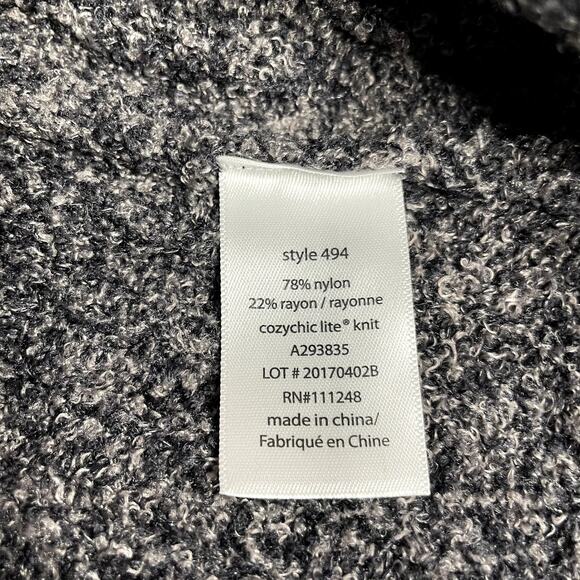 style 494
78% nylon
22% rayon / rayonne
cozychic lite® knit
A293835
LOT # 20170402B
RN#111248
made in china/
Fabriqué en Chine